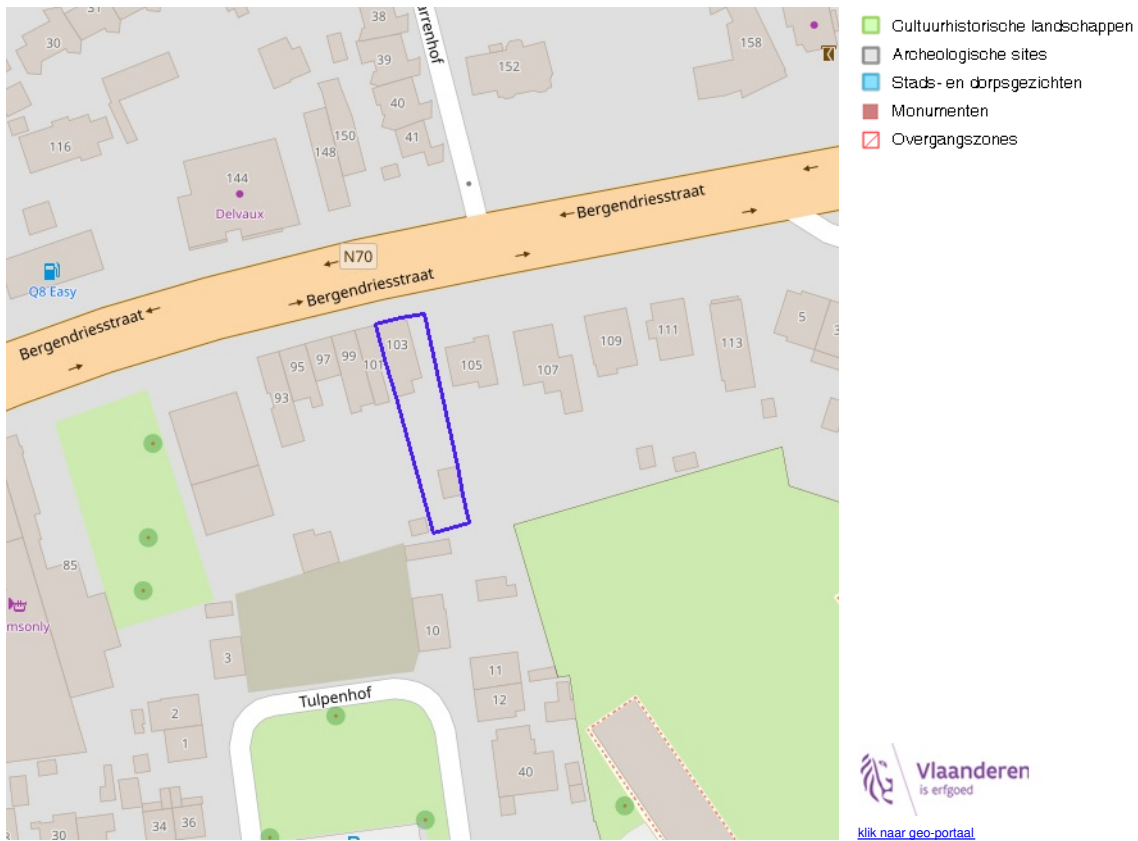 38
31
30
39
152
158
40
150
41
148
116
144
Delvaux
Bergendriesstraat
N70
Q8 Easy
Bergendriesstraat
Bergendriesstraat
5
111
109
113
103
99
97
95
101
105
107
93
85
10
3
11
12
Tulpenhof
2
1
40
34
36
30
Cultuurhistorische landschappen
Archeologische sites
Stads- en dorpsgezichten
Monumenten
Overgangszones
Vlaanderen
is erfgoed
klik naar geo-portaal